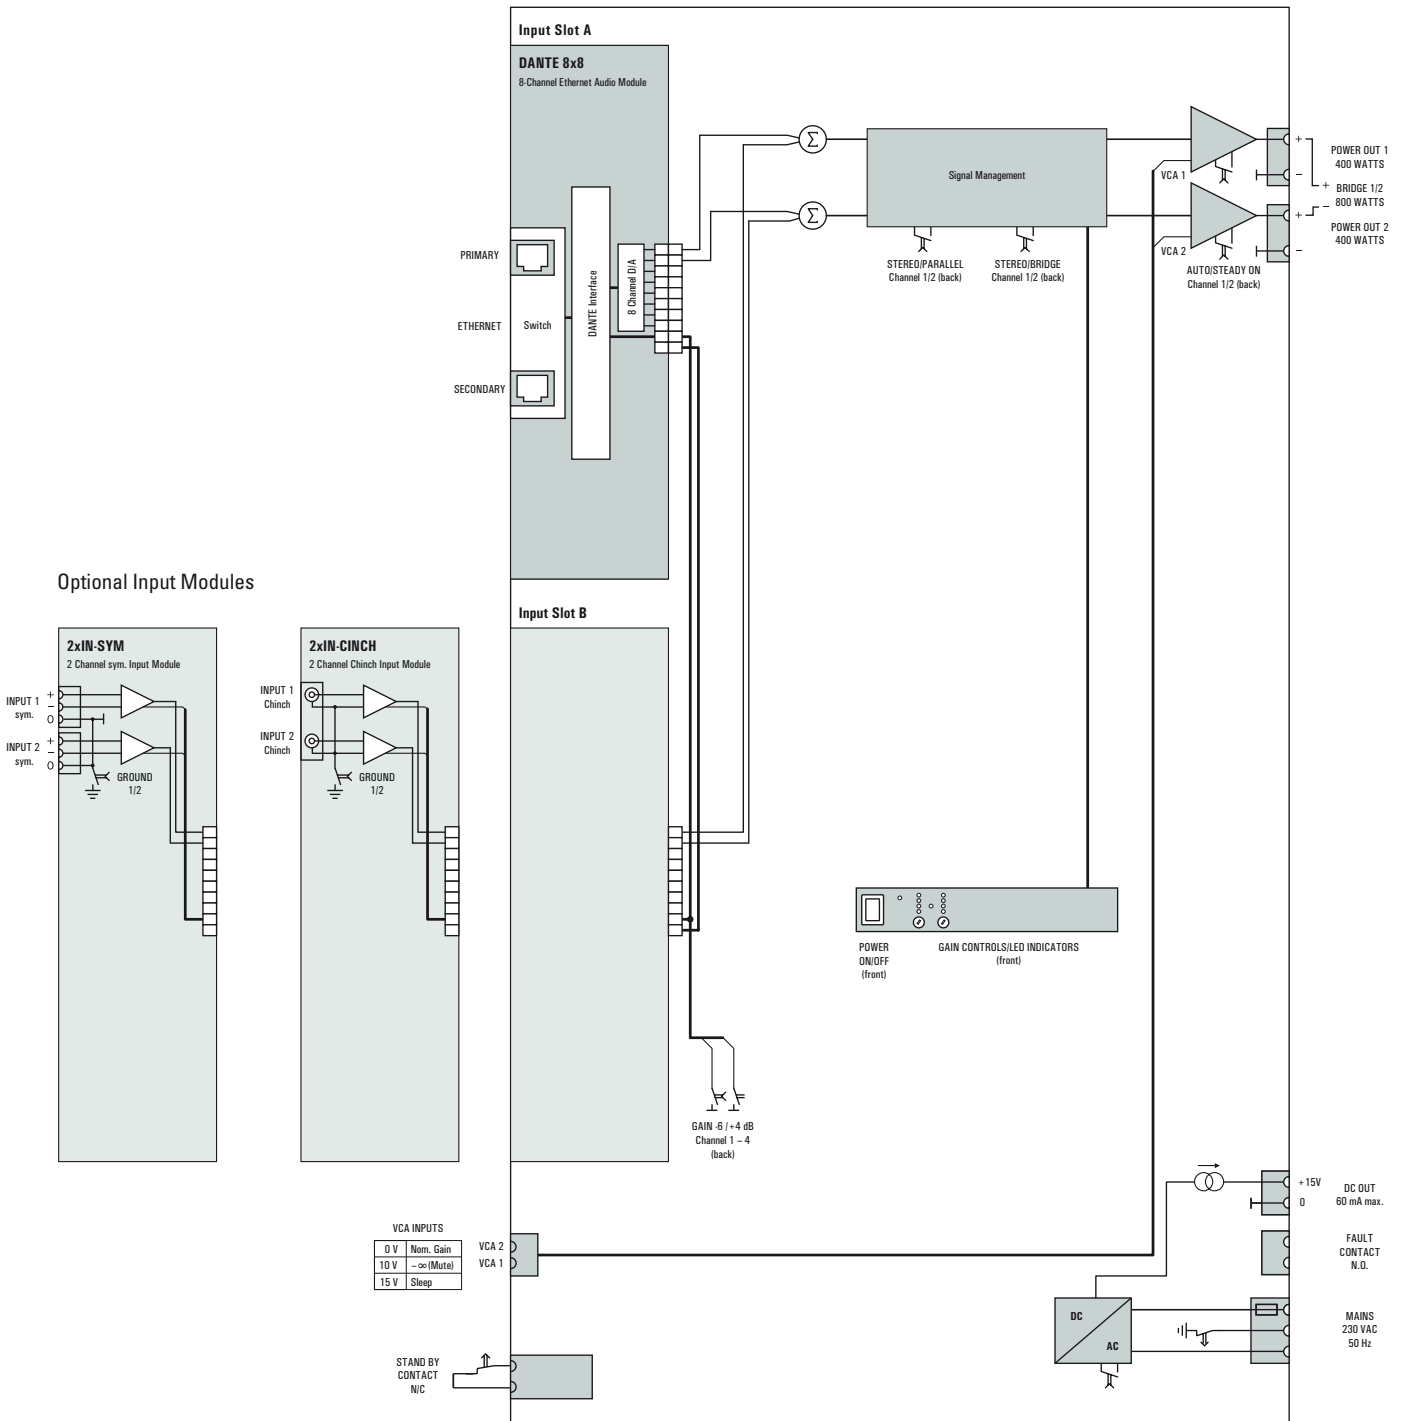 Input Slot A
DANTE 8x8
8-Channel Ethernet Audio Module
PRIMARY
ETHERNET
SECONDARY
Switch
DANTE Interface
8 Channel D/A
Σ
Σ
Signal Management
STEREO/PARALLEL
Channel 1/2 (back)
STEREO/BRIDGE
Channel 1/2 (back)
VCA 1
VCA 2
AUTO/STEADY ON
Channel 1/2 (back)
+
−
+
−
POWER OUT 1
400 WATTS
+ BRIDGE 1/2
− 800 WATTS
POWER OUT 2
400 WATTS
Optional Input Modules
2xIN-SYM
2 Channel sym. Input Module
INPUT 1
sym.
+
−
0
INPUT 2
sym.
+
−
0
GROUND
1/2
2xIN-CINCH
2 Channel Chinch Input Module
INPUT 1
Chinch
INPUT 2
Chinch
GROUND
1/2
Input Slot B
GAIN -6 / +4 dB
Channel 1 – 4
(back)
POWER
ON/OFF
(front)
GAIN CONTROLS/LED INDICATORS
(front)
VCA INPUTS
0 V Nom. Gain
10 V −∞ (Mute)
15 V Sleep
VCA 2
VCA 1
STAND BY
CONTACT
N/C
+15V
0
DC OUT
60 mA max.
FAULT
CONTACT
N.O.
DC
AC
MAINS
230 VAC
50 Hz